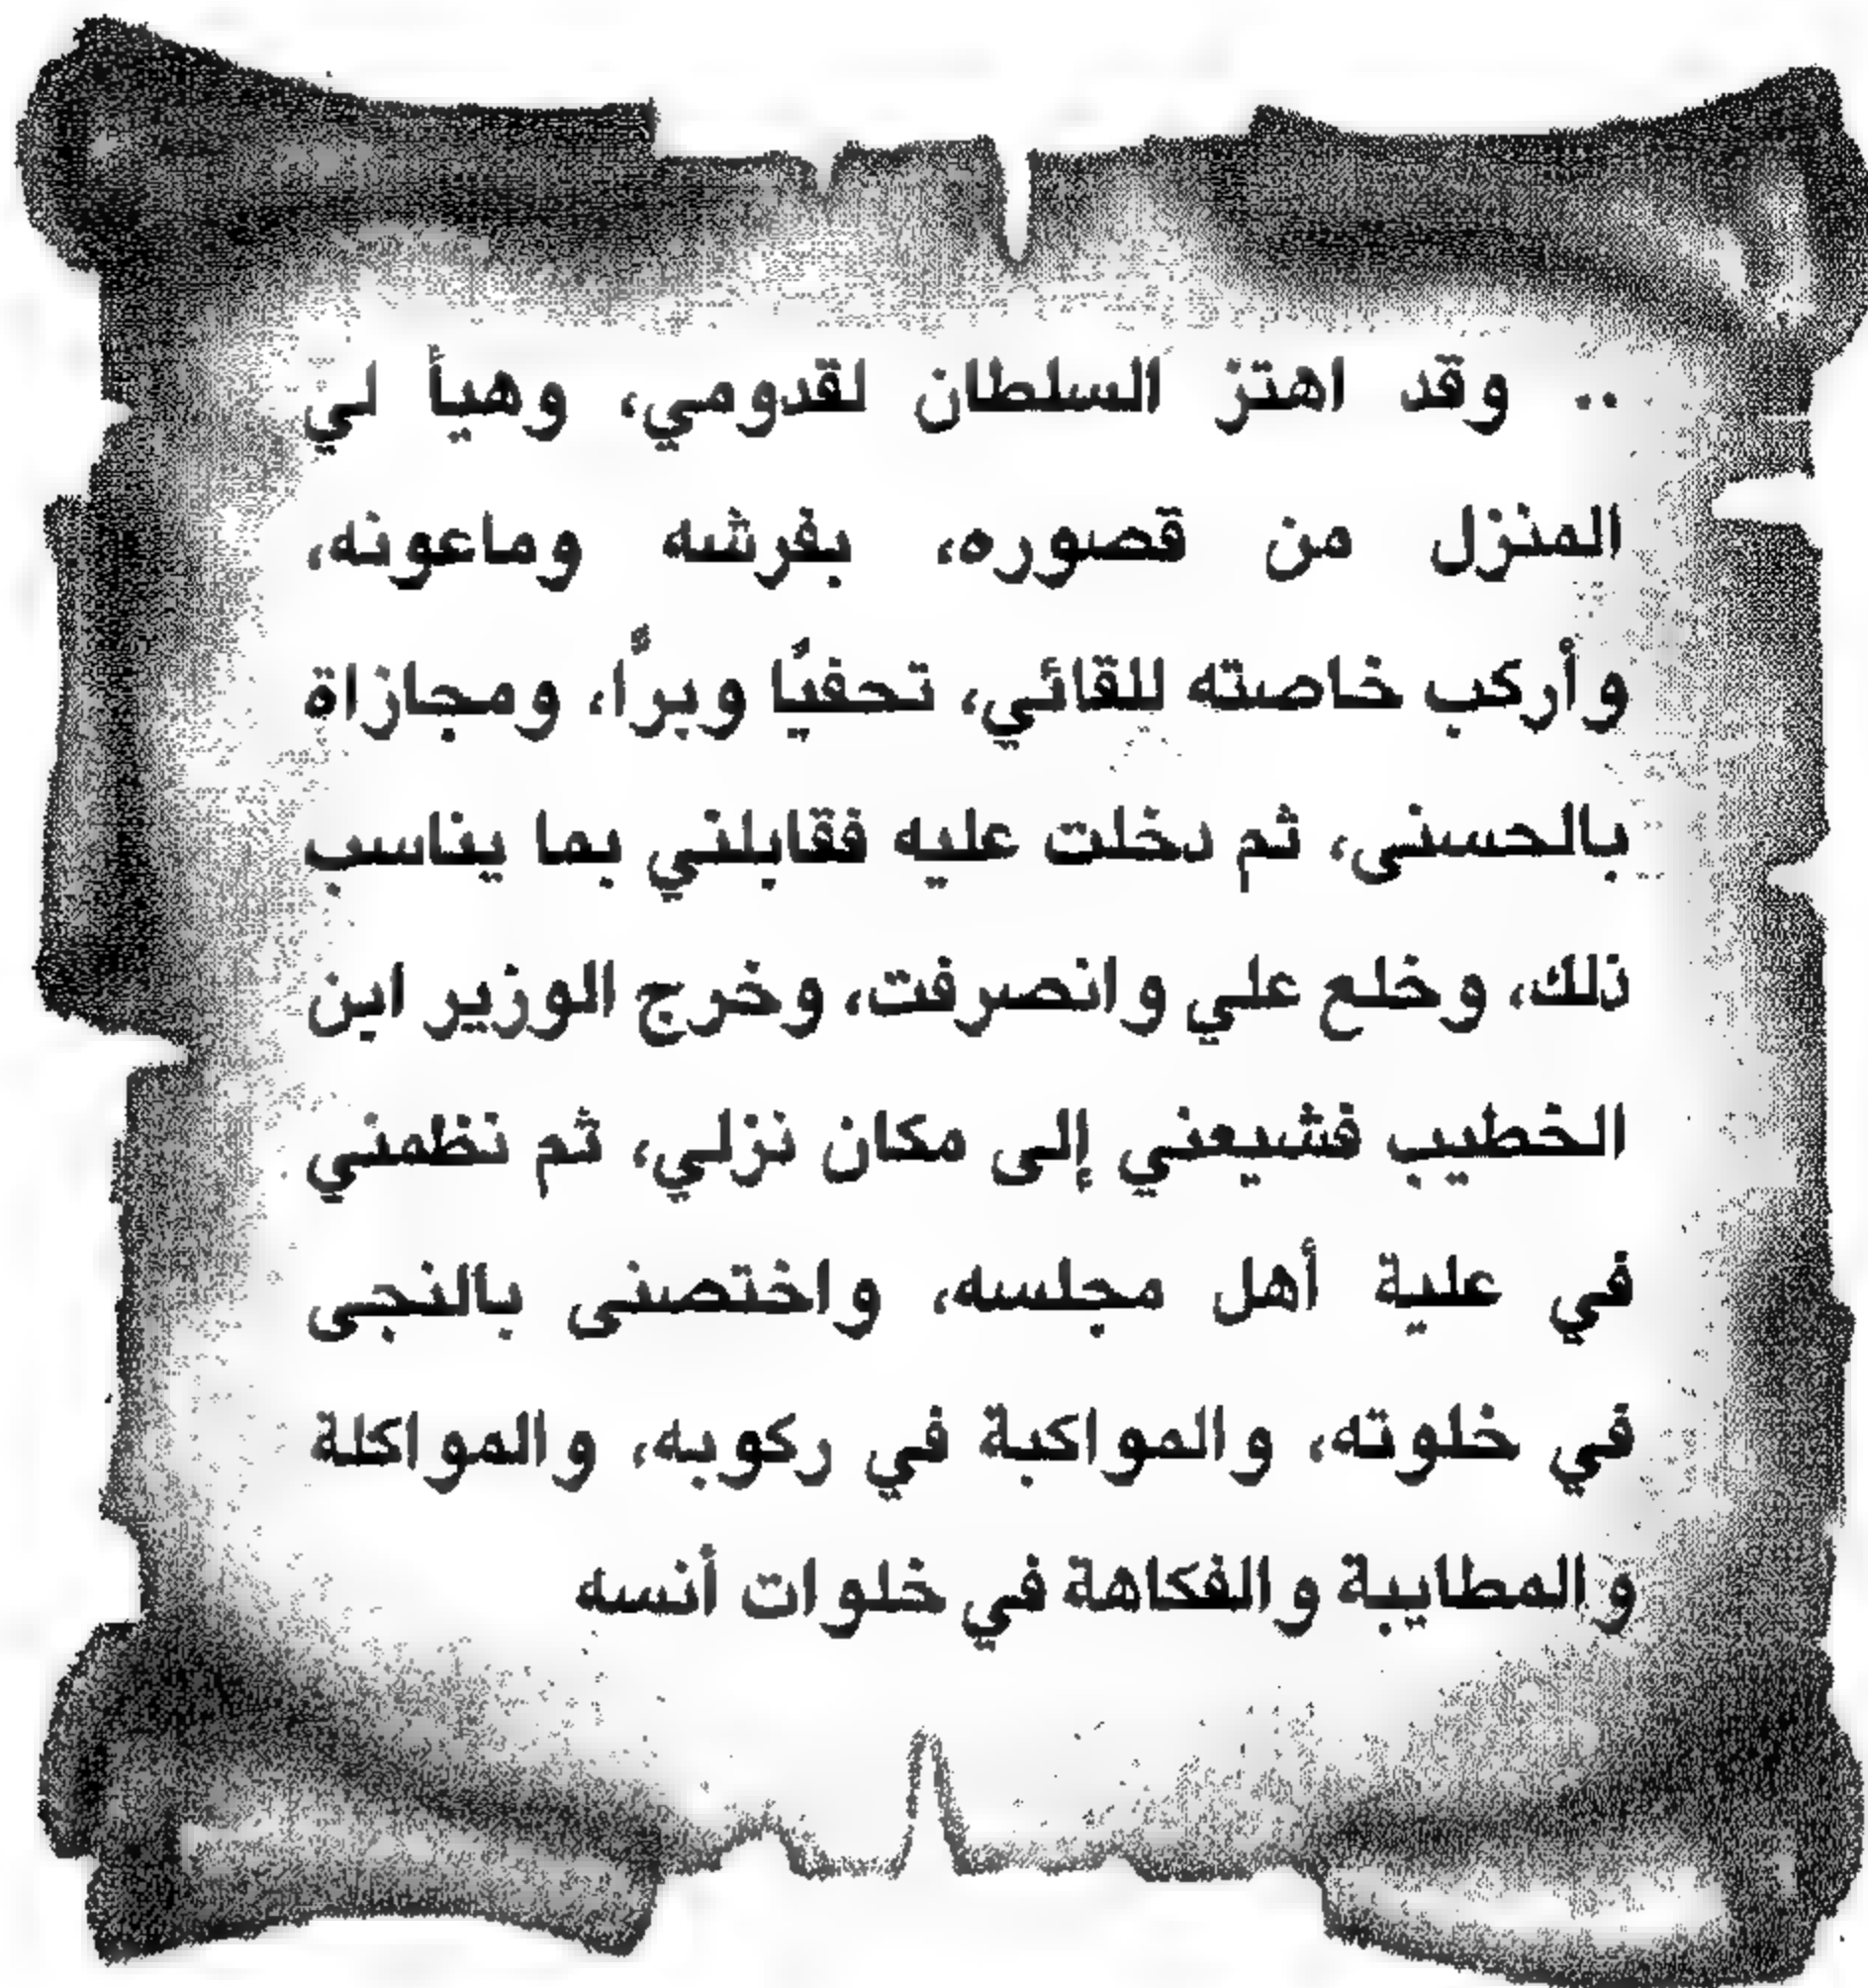 .. وقد اهتز السلطان لقدومي، وهيأ لي
المنزل من قصوره، بفرشه وماعونه،
وأركب خاصته للقائي، تحفيًا وبرًّا، ومجازاة
بالحسنى، ثم دخلت عليه فقابلني بما يناسب
ذلك، وخلع علي وانصرفت، وخرج الوزير ابن
الخطيب فشيعني إلى مكان نزلي، ثم نظمني
في علية أهل مجلسه، واختصنى بالنجى
في خلوته، والمواكبة في ركوبه، والمواكلة
والمطايبة والفكاهة في خلوات أنسه